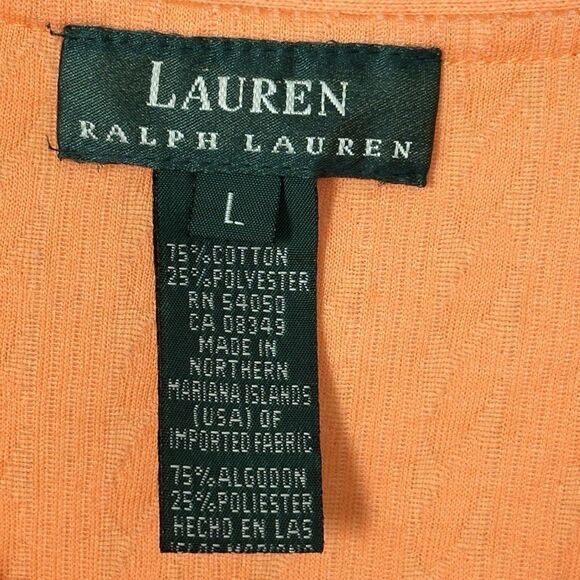 LAUREN
RALPH LAUREN
L
75% COTTON
25% POLYESTER
RN 54050
CA 08349
MADE IN
NORTHERN
MARIANA ISLANDS
(USA) OF
IMPORTED FABRIC
75% ALGODON
25% POLIESTER
HECHO EN LAS